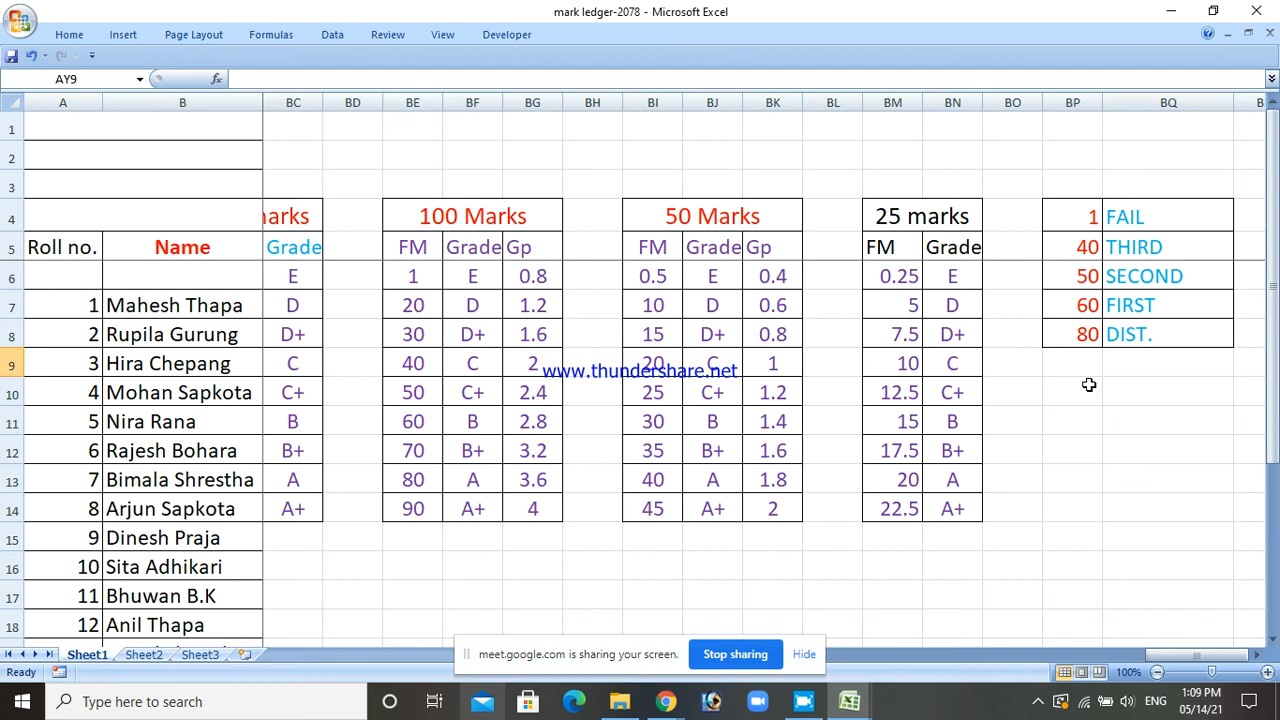 mark ledger-2078 - Microsoft Excel
Home Insert Page Layout Formulas Data Review View Developer
AY9 fx
A B BC BD BE BF BG BH BI BJ BK BL BM BN BO BP BQ B
1
2
3
4 marks 100 Marks 50 Marks 25 marks 1 FAIL
5 Roll no. Name Grade FM Grade Gp FM Grade Gp FM Grade 40 THIRD
6 E 1 E 0.8 0.5 E 0.4 0.25 E 50 SECOND
7 1 Mahesh Thapa D 20 D 1.2 10 D 0.6 5 D 60 FIRST
8 2 Rupila Gurung D+ 30 D+ 1.6 15 D+ 0.8 7.5 D+ 80 DIST.
9 3 Hira Chepang C 40 C 2 20 C 1 10 C
www.thundershare.net
10 4 Mohan Sapkota C+ 50 C+ 2.4 25 C+ 1.2 12.5 C+
11 5 Nira Rana B 60 B 2.8 30 B 1.4 15 B
12 6 Rajesh Bohara B+ 70 B+ 3.2 35 B+ 1.6 17.5 B+
13 7 Bimala Shrestha A 80 A 3.6 40 A 1.8 20 A
14 8 Arjun Sapkota A+ 90 A+ 4 45 A+ 2 22.5 A+
15 9 Dinesh Praja
16 10 Sita Adhikari
17 11 Bhuwan B.K
18 12 Anil Thapa
Sheet1 Sheet2 Sheet3
meet.google.com is sharing your screen. Stop sharing Hide
Ready 100%
Type here to search
ENG 1:09 PM
05/14/21